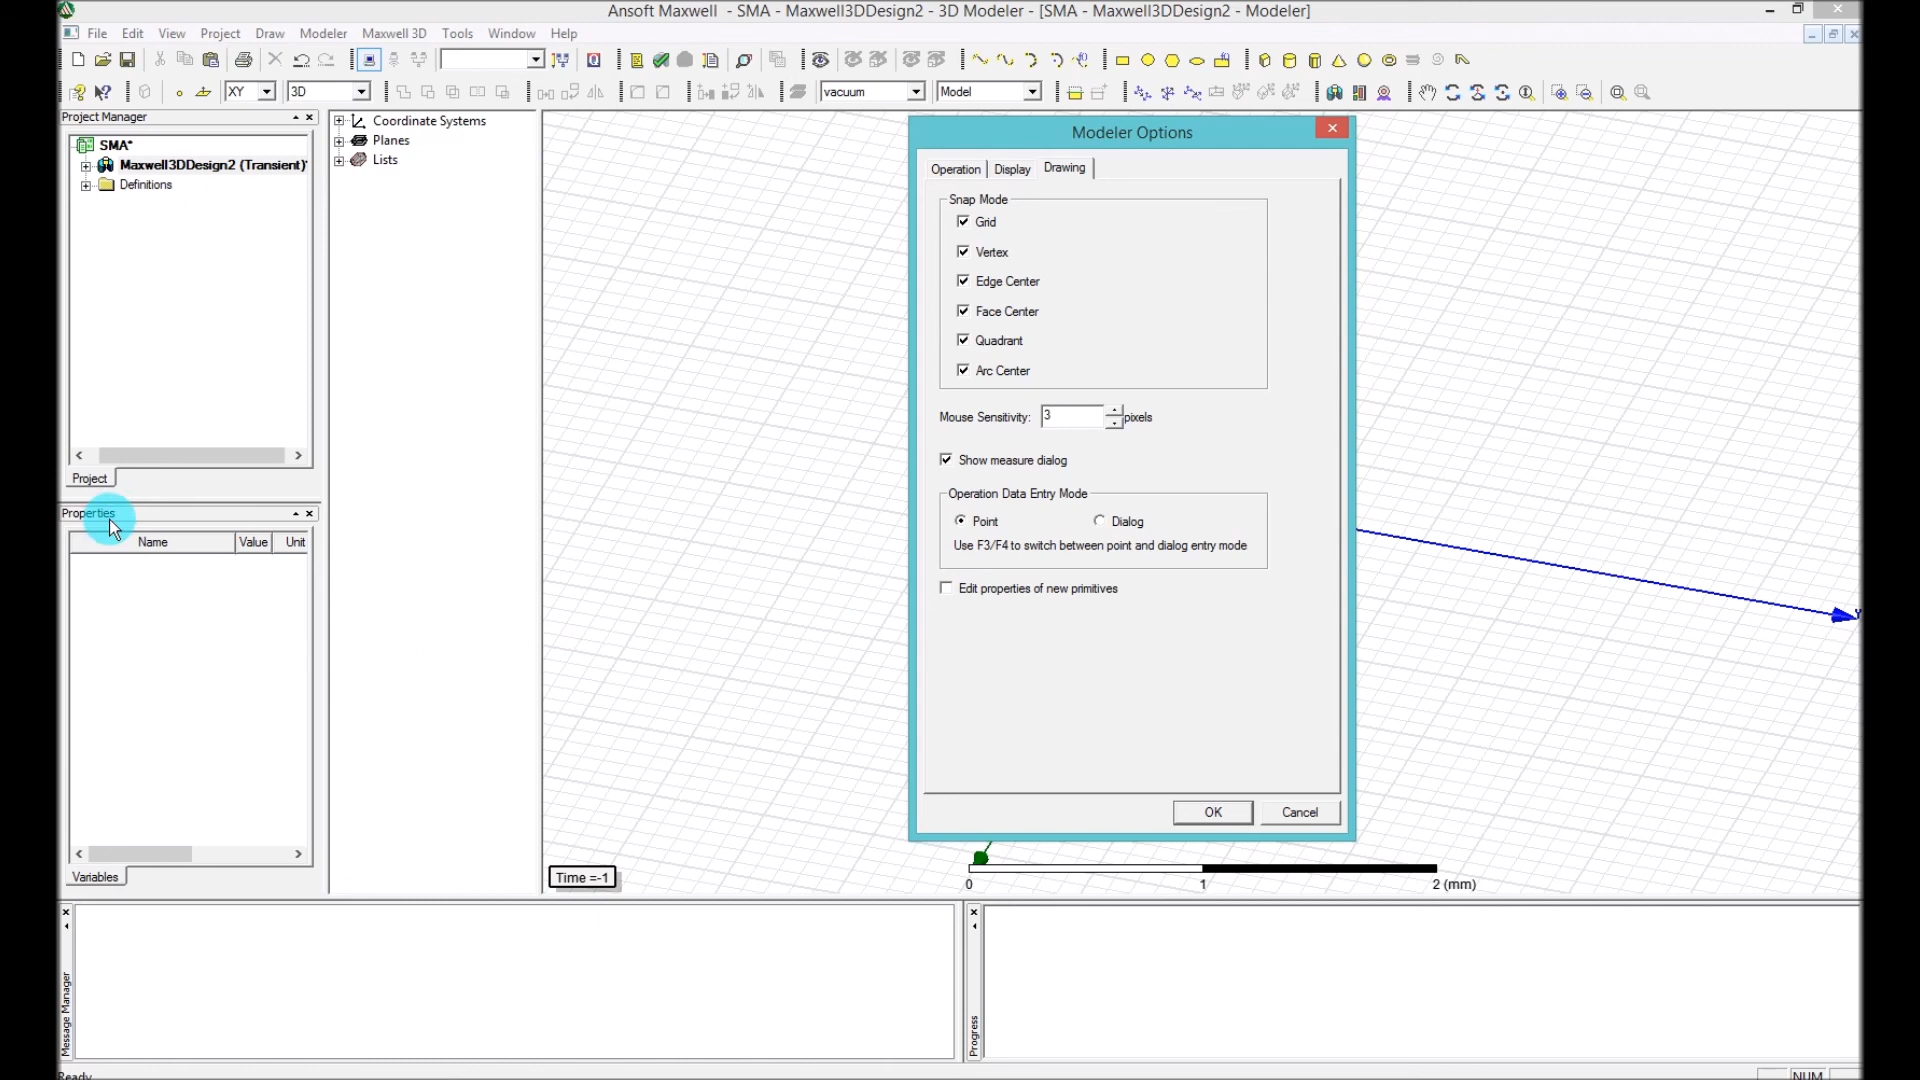 Ansoft Maxwell - SMA - Maxwell3DDesign2 - 3D Modeler - [SMA - Maxwell3DDesign2 - Modeler]
File Edit View Project Draw Modeler Maxwell 3D Tools Window Help
XY 3D vacuum Model
Project Manager
SMA*
Maxwell3DDesign2 (Transient)*
Definitions
Project
Properties
Name Value Unit
Variables
Coordinate Systems
Planes
Lists
Modeler Options
Operation Display Drawing
Snap Mode
Grid
Vertex
Edge Center
Face Center
Quadrant
Arc Center
Mouse Sensitivity: 3 pixels
Show measure dialog
Operation Data Entry Mode
Point Dialog
Use F3/F4 to switch between point and dialog entry mode
Edit properties of new primitives
OK Cancel
Y
Time =-1
0 1 2 (mm)
Message Manager
Progress
Ready
NUM